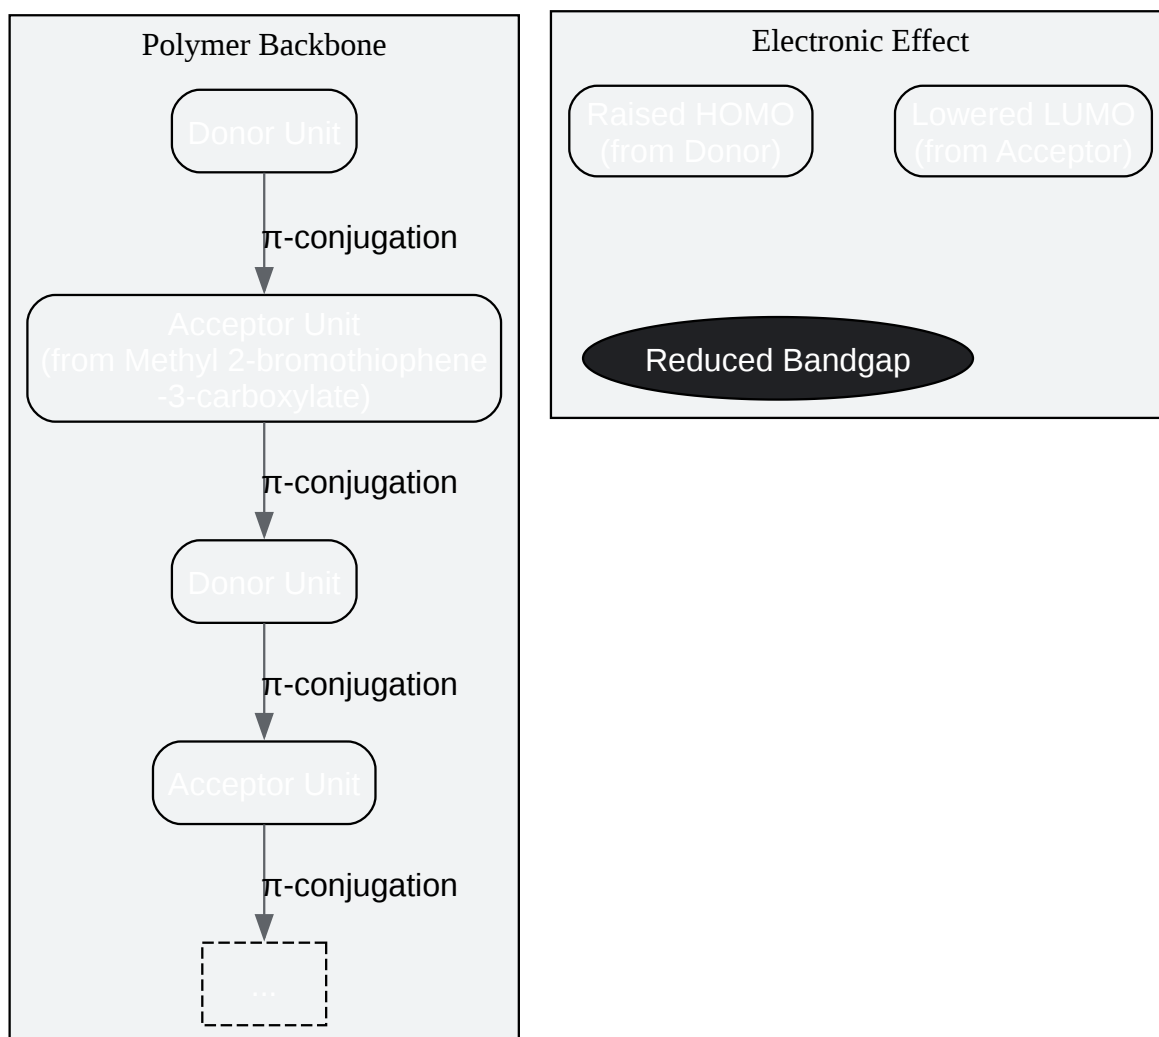 Polymer Backbone
Donor Unit
π-conjugation
Acceptor Unit
(from Methyl 2-bromothiophene
-3-carboxylate)
π-conjugation
Donor Unit
π-conjugation
Acceptor Unit
π-conjugation
...
Electronic Effect
Raised HOMO
(from Donor)
Lowered LUMO
(from Acceptor)
Reduced Bandgap